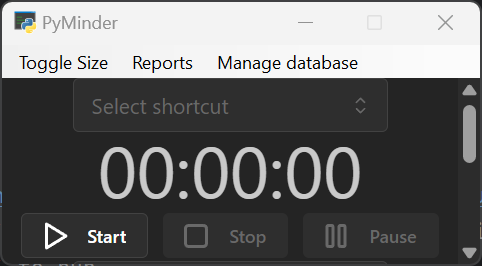 PyMinder
Toggle Size Reports Manage database
Select shortcut
00:00:00
Start Stop Pause